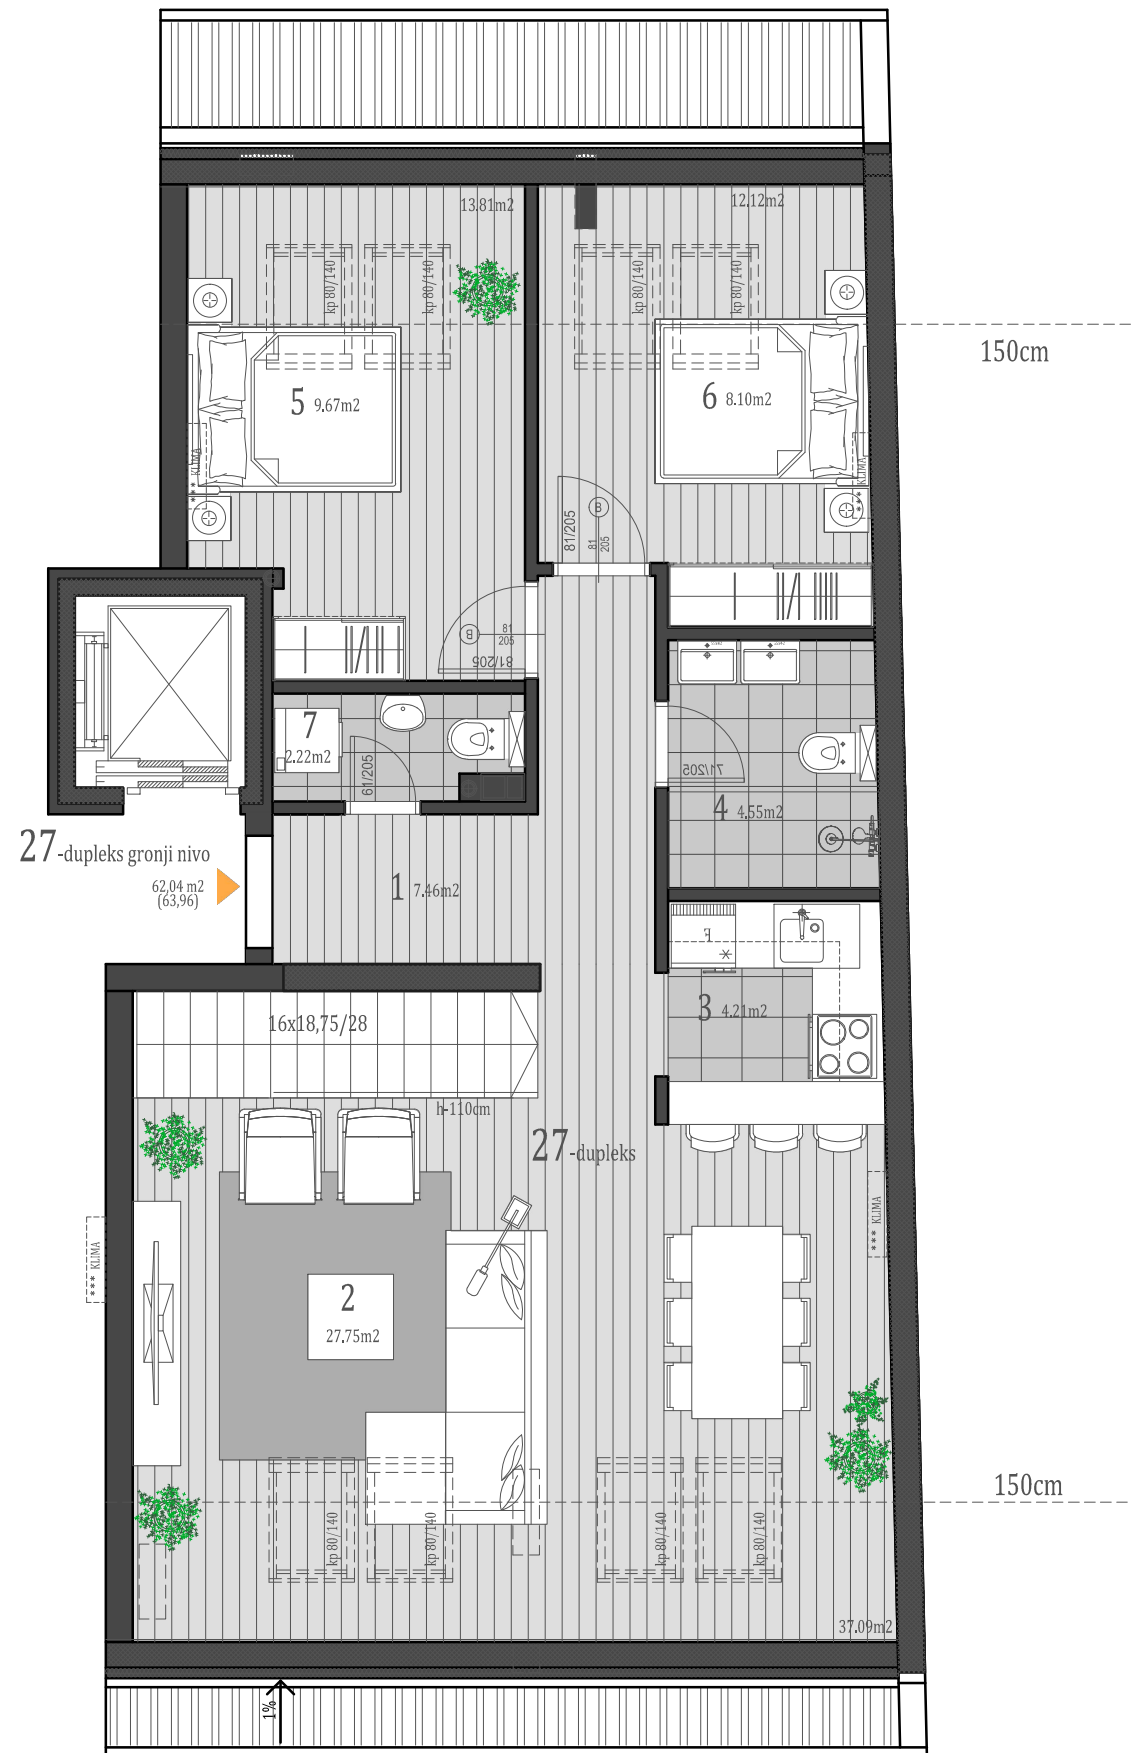 13.81m2
12.12m2
kp 80/140
kp 80/140
kp 80/140
kp 80/140
150cm
5 9.67m2
6 8.10m2
*** KLIMA
*** KLIMA
81/205
B
81
205
B
81
205
81/205
7
2.22m2
61/205
71/205
4 4.55m2
27-dupleks gronji nivo
62,04 m2
(63,96)
1 7.46m2
F
*
3 4.21m2
16x18,75/28
h-110cm
27-dupleks
*** KLIMA
*** KLIMA
2
27.75m2
150cm
kp 80/140
kp 80/140
kp 80/140
kp 80/140
37.09m2
1%